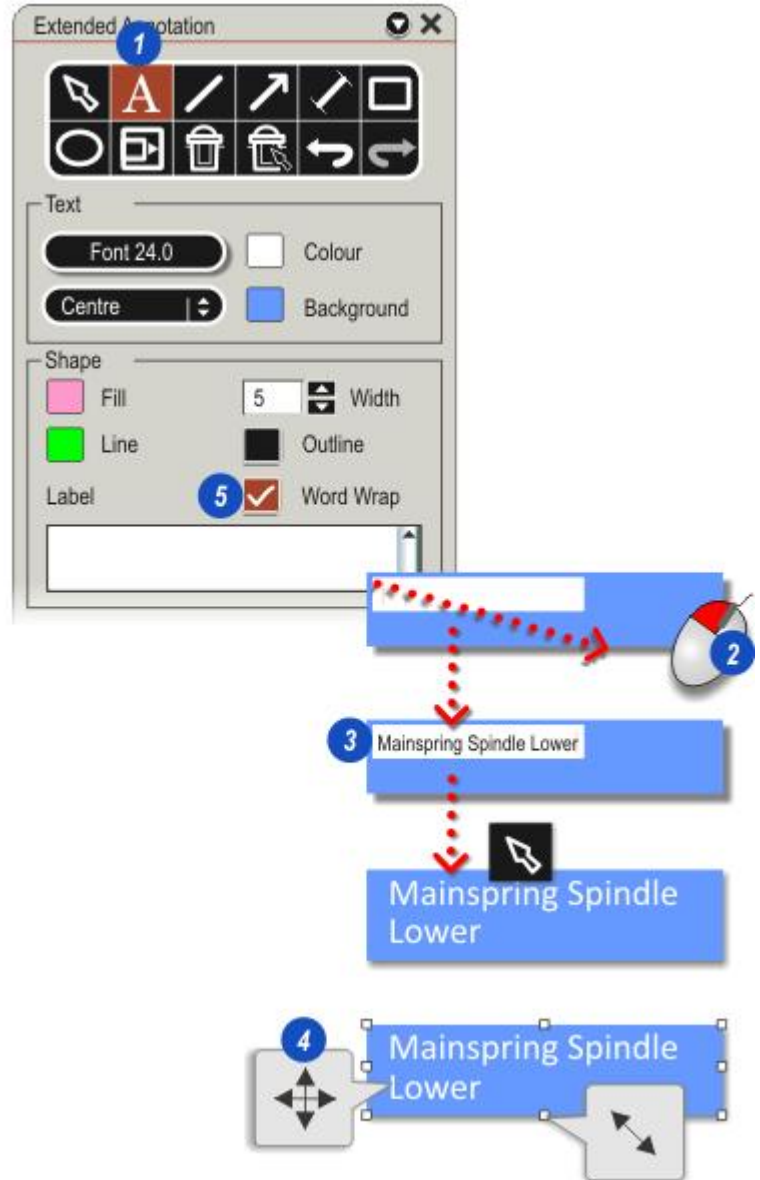 Extended Annotation
1
A
Text
Font 24.0
Colour
Centre
Background
Shape
Fill
5
Width
Line
Outline
Label
5
Word Wrap
2
3
Mainspring Spindle Lower
Mainspring Spindle
Lower
4
Mainspring Spindle
Lower